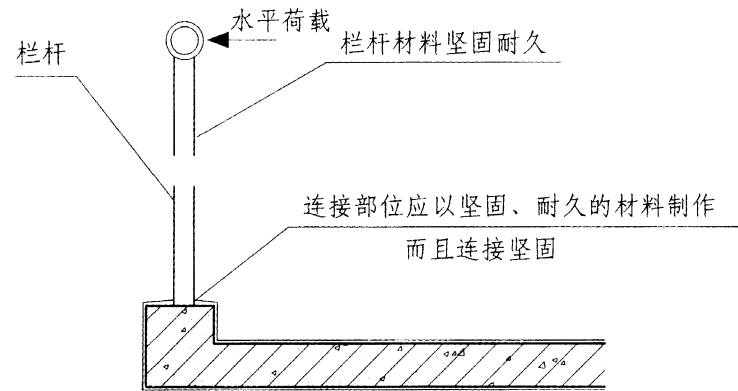 水平荷载
栏杆
栏杆材料坚固耐久
连接部位应以坚固、耐久的材料制作
而且连接坚固